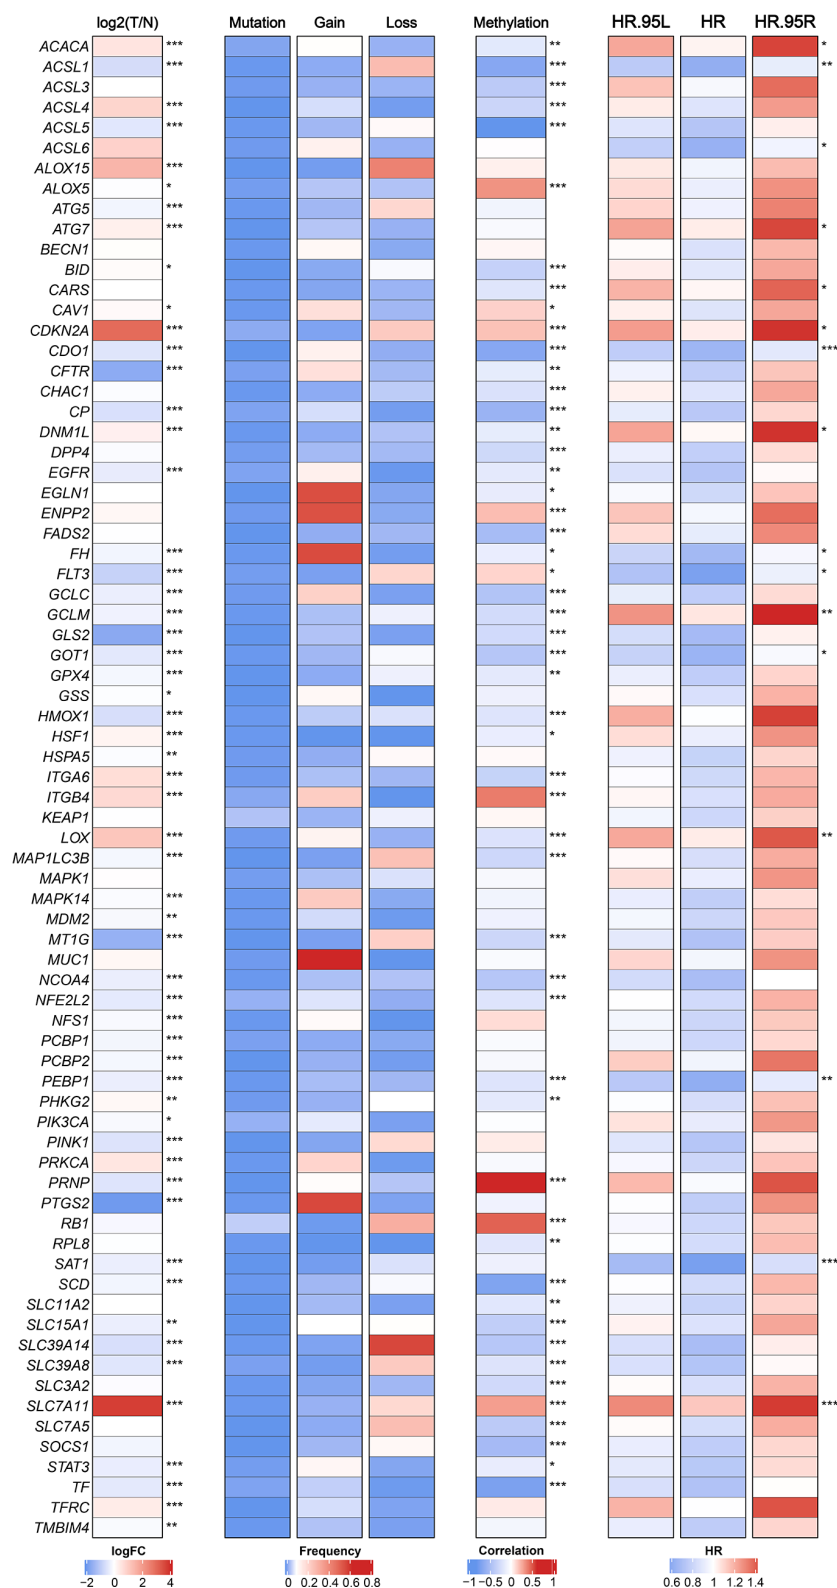 log2(T/N) Mutation Gain Loss Methylation HR.95L HR HR.95R
ACACA *** ** *
ACSL1 *** *** **
ACSL3 ***
ACSL4 *** ***
ACSL5 *** ***
ACSL6 *
ALOX15 ***
ALOX5 * ***
ATG5 ***
ATG7 *** *
BECN1
BID * ***
CARS *** *
CAV1 * *
CDKN2A *** *** *
CDO1 *** *** ***
CFTR *** **
CHAC1 ***
CP *** ***
DNM1L *** ** *
DPP4 ***
EGFR *** **
EGLN1 *
ENPP2 ***
FADS2 ***
FH *** * *
FLT3 *** * *
GCLC *** ***
GCLM *** *** **
GLS2 *** ***
GOT1 *** *** *
GPX4 *** **
GSS *
HMOX1 *** ***
HSF1 *** *
HSPA5 **
ITGA6 *** ***
ITGB4 *** ***
KEAP1
LOX *** *** **
MAP1LC3B *** ***
MAPK1
MAPK14 ***
MDM2 **
MT1G *** ***
MUC1
NCOA4 *** ***
NFE2L2 *** ***
NFS1 ***
PCBP1 ***
PCBP2 ***
PEBP1 *** *** **
PHKG2 ** **
PIK3CA *
PINK1 ***
PRKCA ***
PRNP *** ***
PTGS2 ***
RB1 ***
RPL8 **
SAT1 *** ***
SCD *** ***
SLC11A2 **
SLC15A1 ** ***
SLC39A14 *** ***
SLC39A8 *** ***
SLC3A2 ***
SLC7A11 *** *** ***
SLC7A5 ***
SOCS1 ***
STAT3 *** *
TF *** ***
TFRC ***
TMBIM4 **
logFC Frequency Correlation HR
−2 0 2 4 0 0.2 0.4 0.6 0.8 −1 −0.5 0 0.5 1 0.6 0.8 1 1.2 1.4